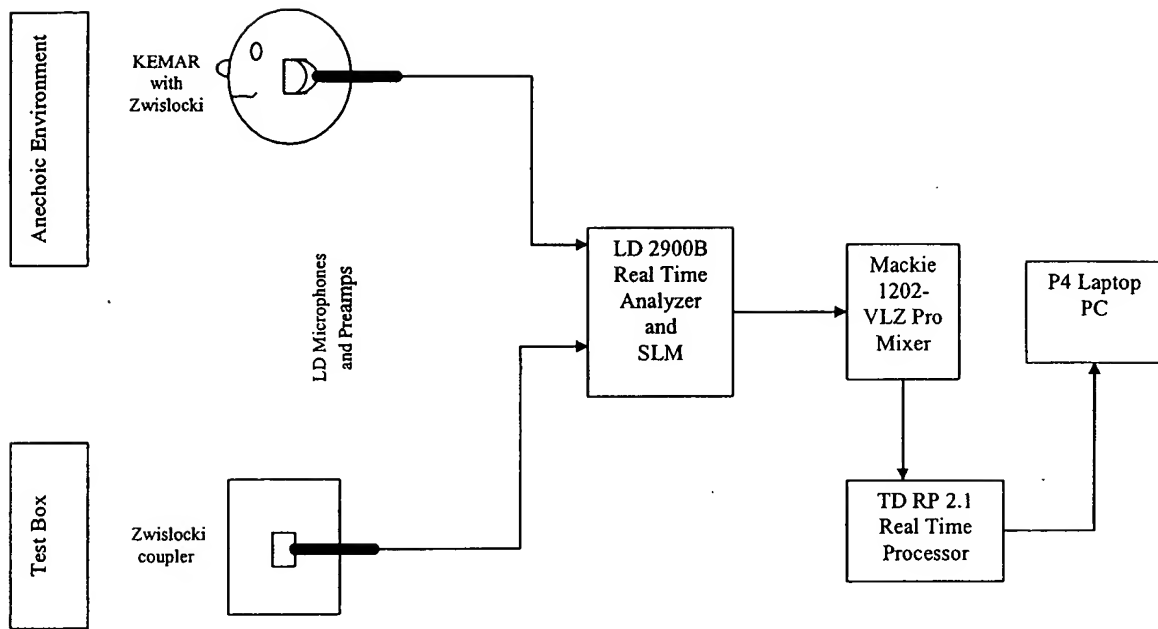 Anechoic Environment
KEMAR
with
Zwislocki
LD Microphones
and Preamps
LD 2900B
Real Time
Analyzer
and
SLM
Mackie
1202-
VLZ Pro
Mixer
P4 Laptop
PC
Test Box
Zwislocki
coupler
TD RP 2.1
Real Time
Processor